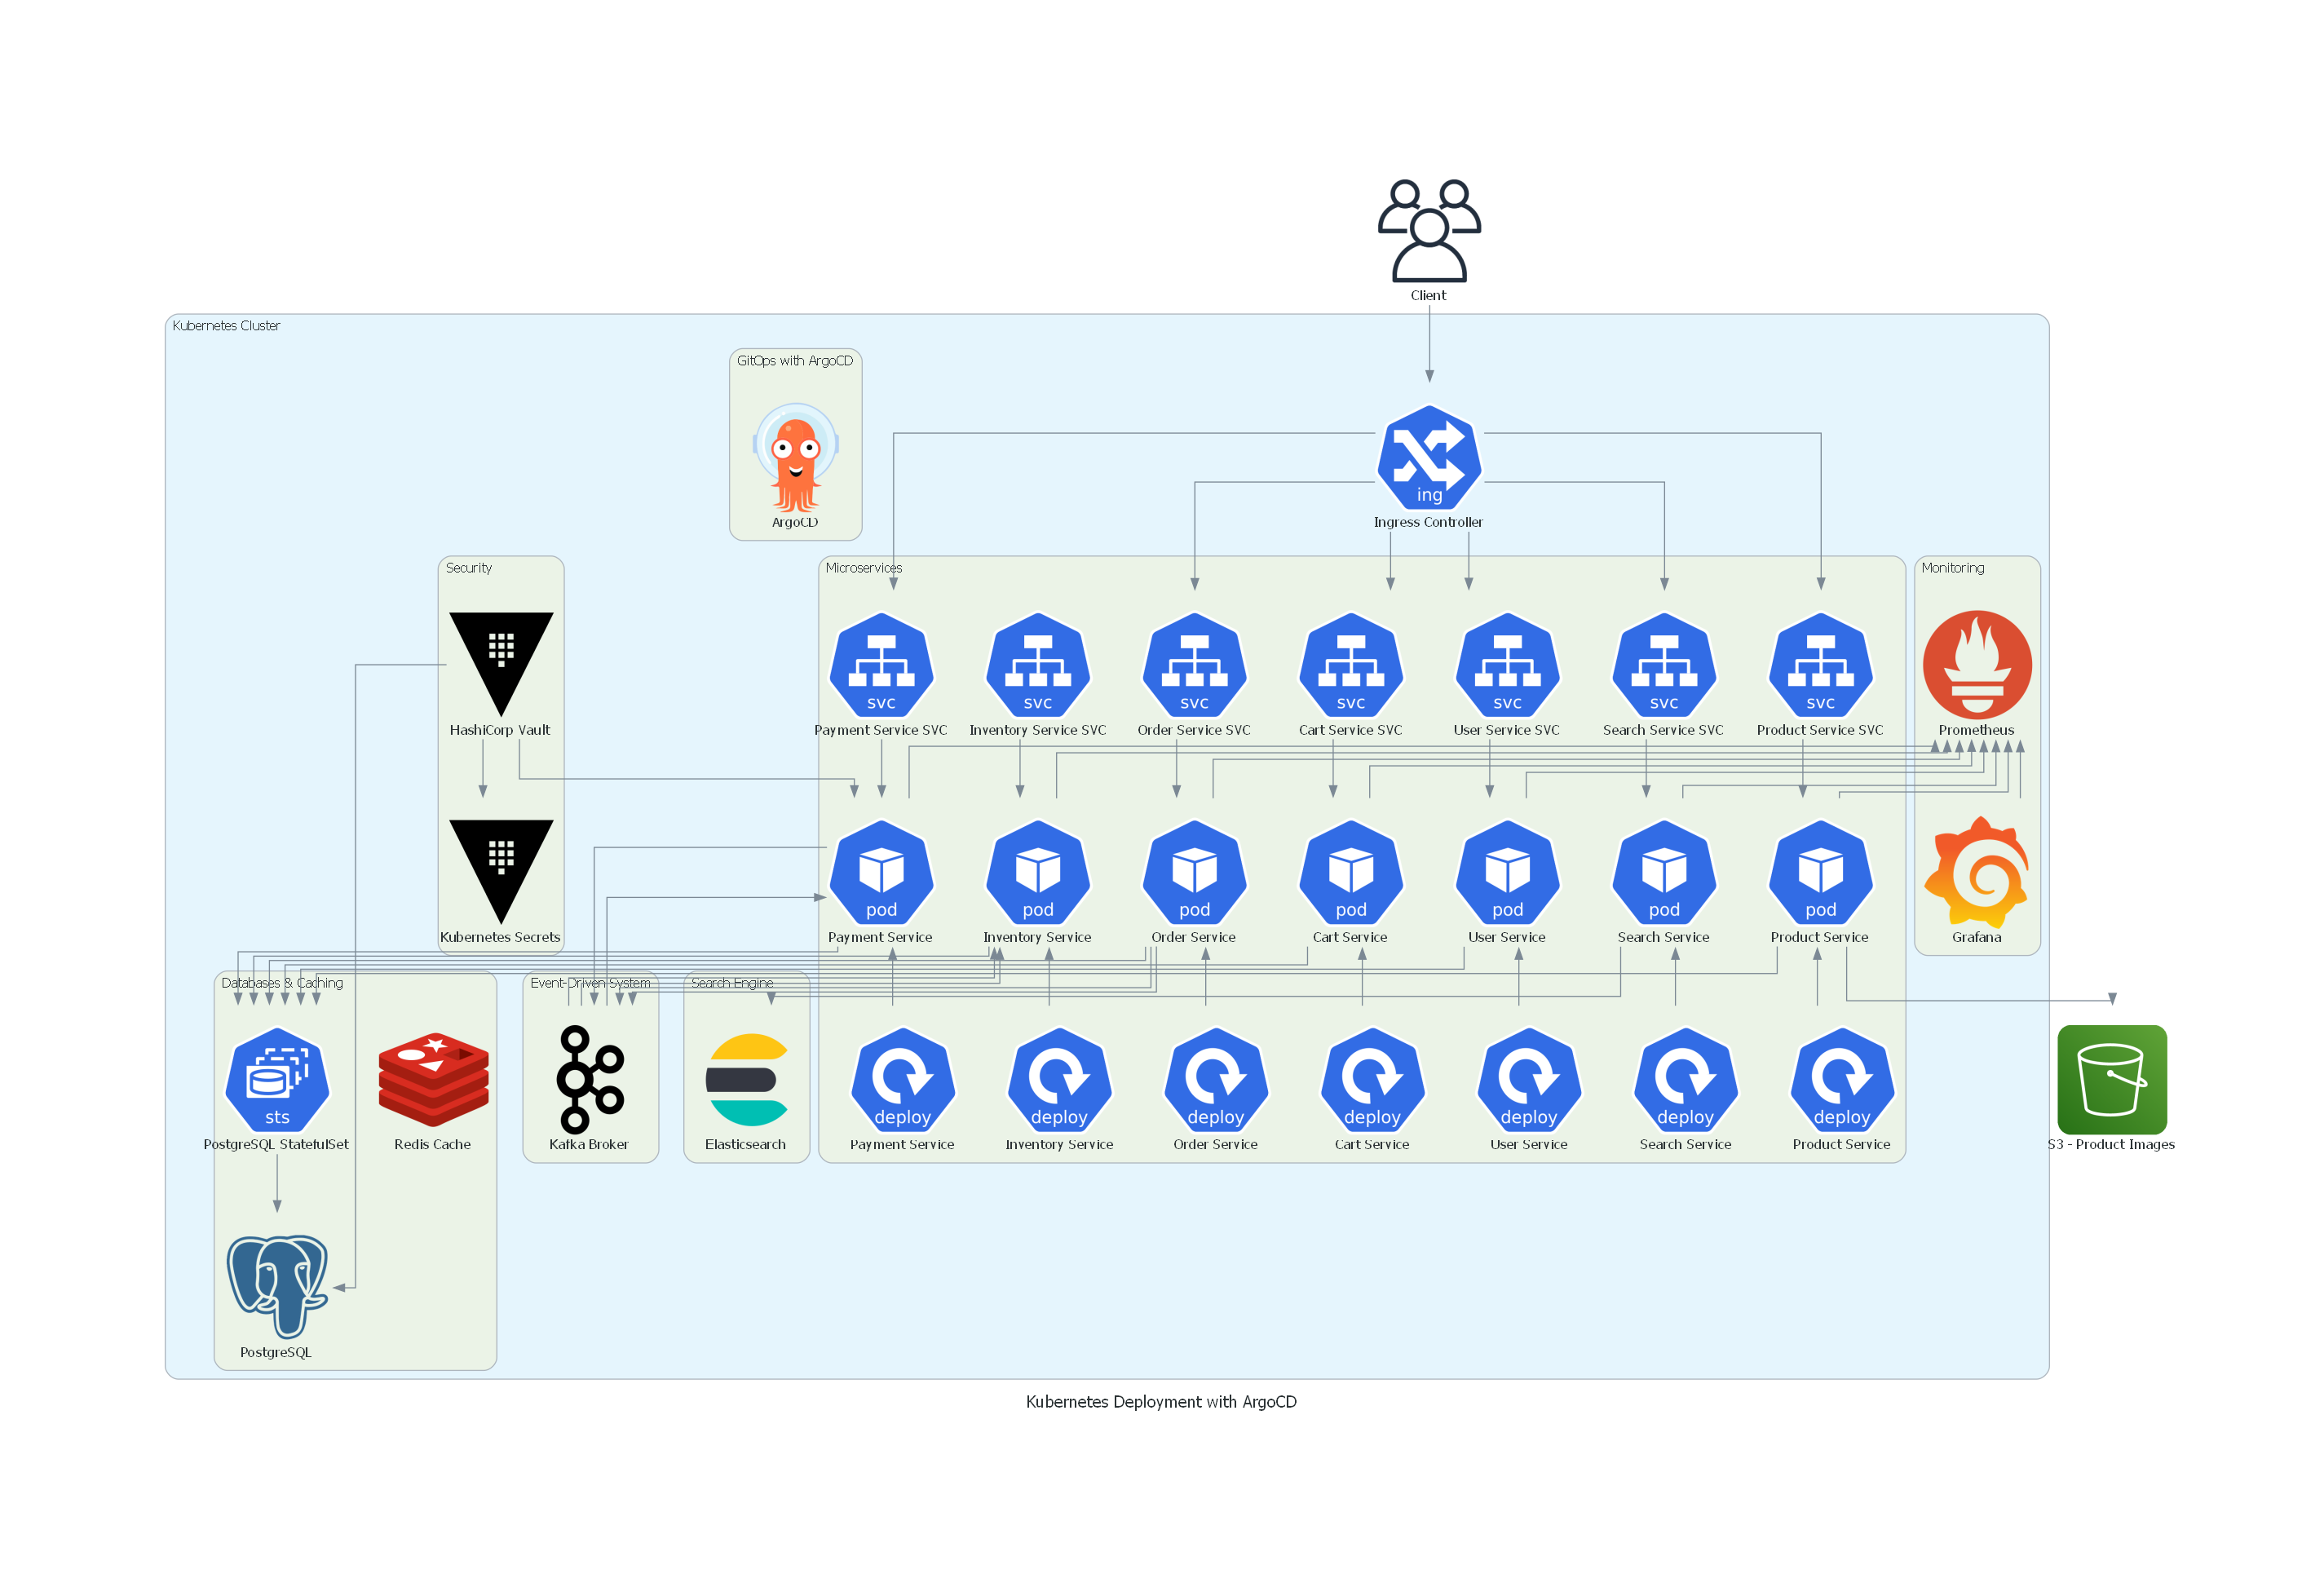 Client
Kubernetes Cluster
GitOps with ArgoCD
ArgoCD
ing
Ingress Controller
Security
HashiCorp Vault
Kubernetes Secrets
Microservices
svc
svc
svc
svc
svc
svc
svc
Payment Service SVC
Inventory Service SVC
Order Service SVC
Cart Service SVC
User Service SVC
Search Service SVC
Product Service SVC
Monitoring
Prometheus
pod
pod
pod
pod
pod
pod
pod
Payment Service
Inventory Service
Order Service
Cart Service
User Service
Search Service
Product Service
Grafana
Databases & Caching
sts
PostgreSQL StatefulSet
Redis Cache
Event-Driven System
Kafka Broker
Search Engine
Elasticsearch
deploy
deploy
deploy
deploy
deploy
deploy
deploy
Payment Service
Inventory Service
Order Service
Cart Service
User Service
Search Service
Product Service
S3 - Product Images
PostgreSQL
Kubernetes Deployment with ArgoCD